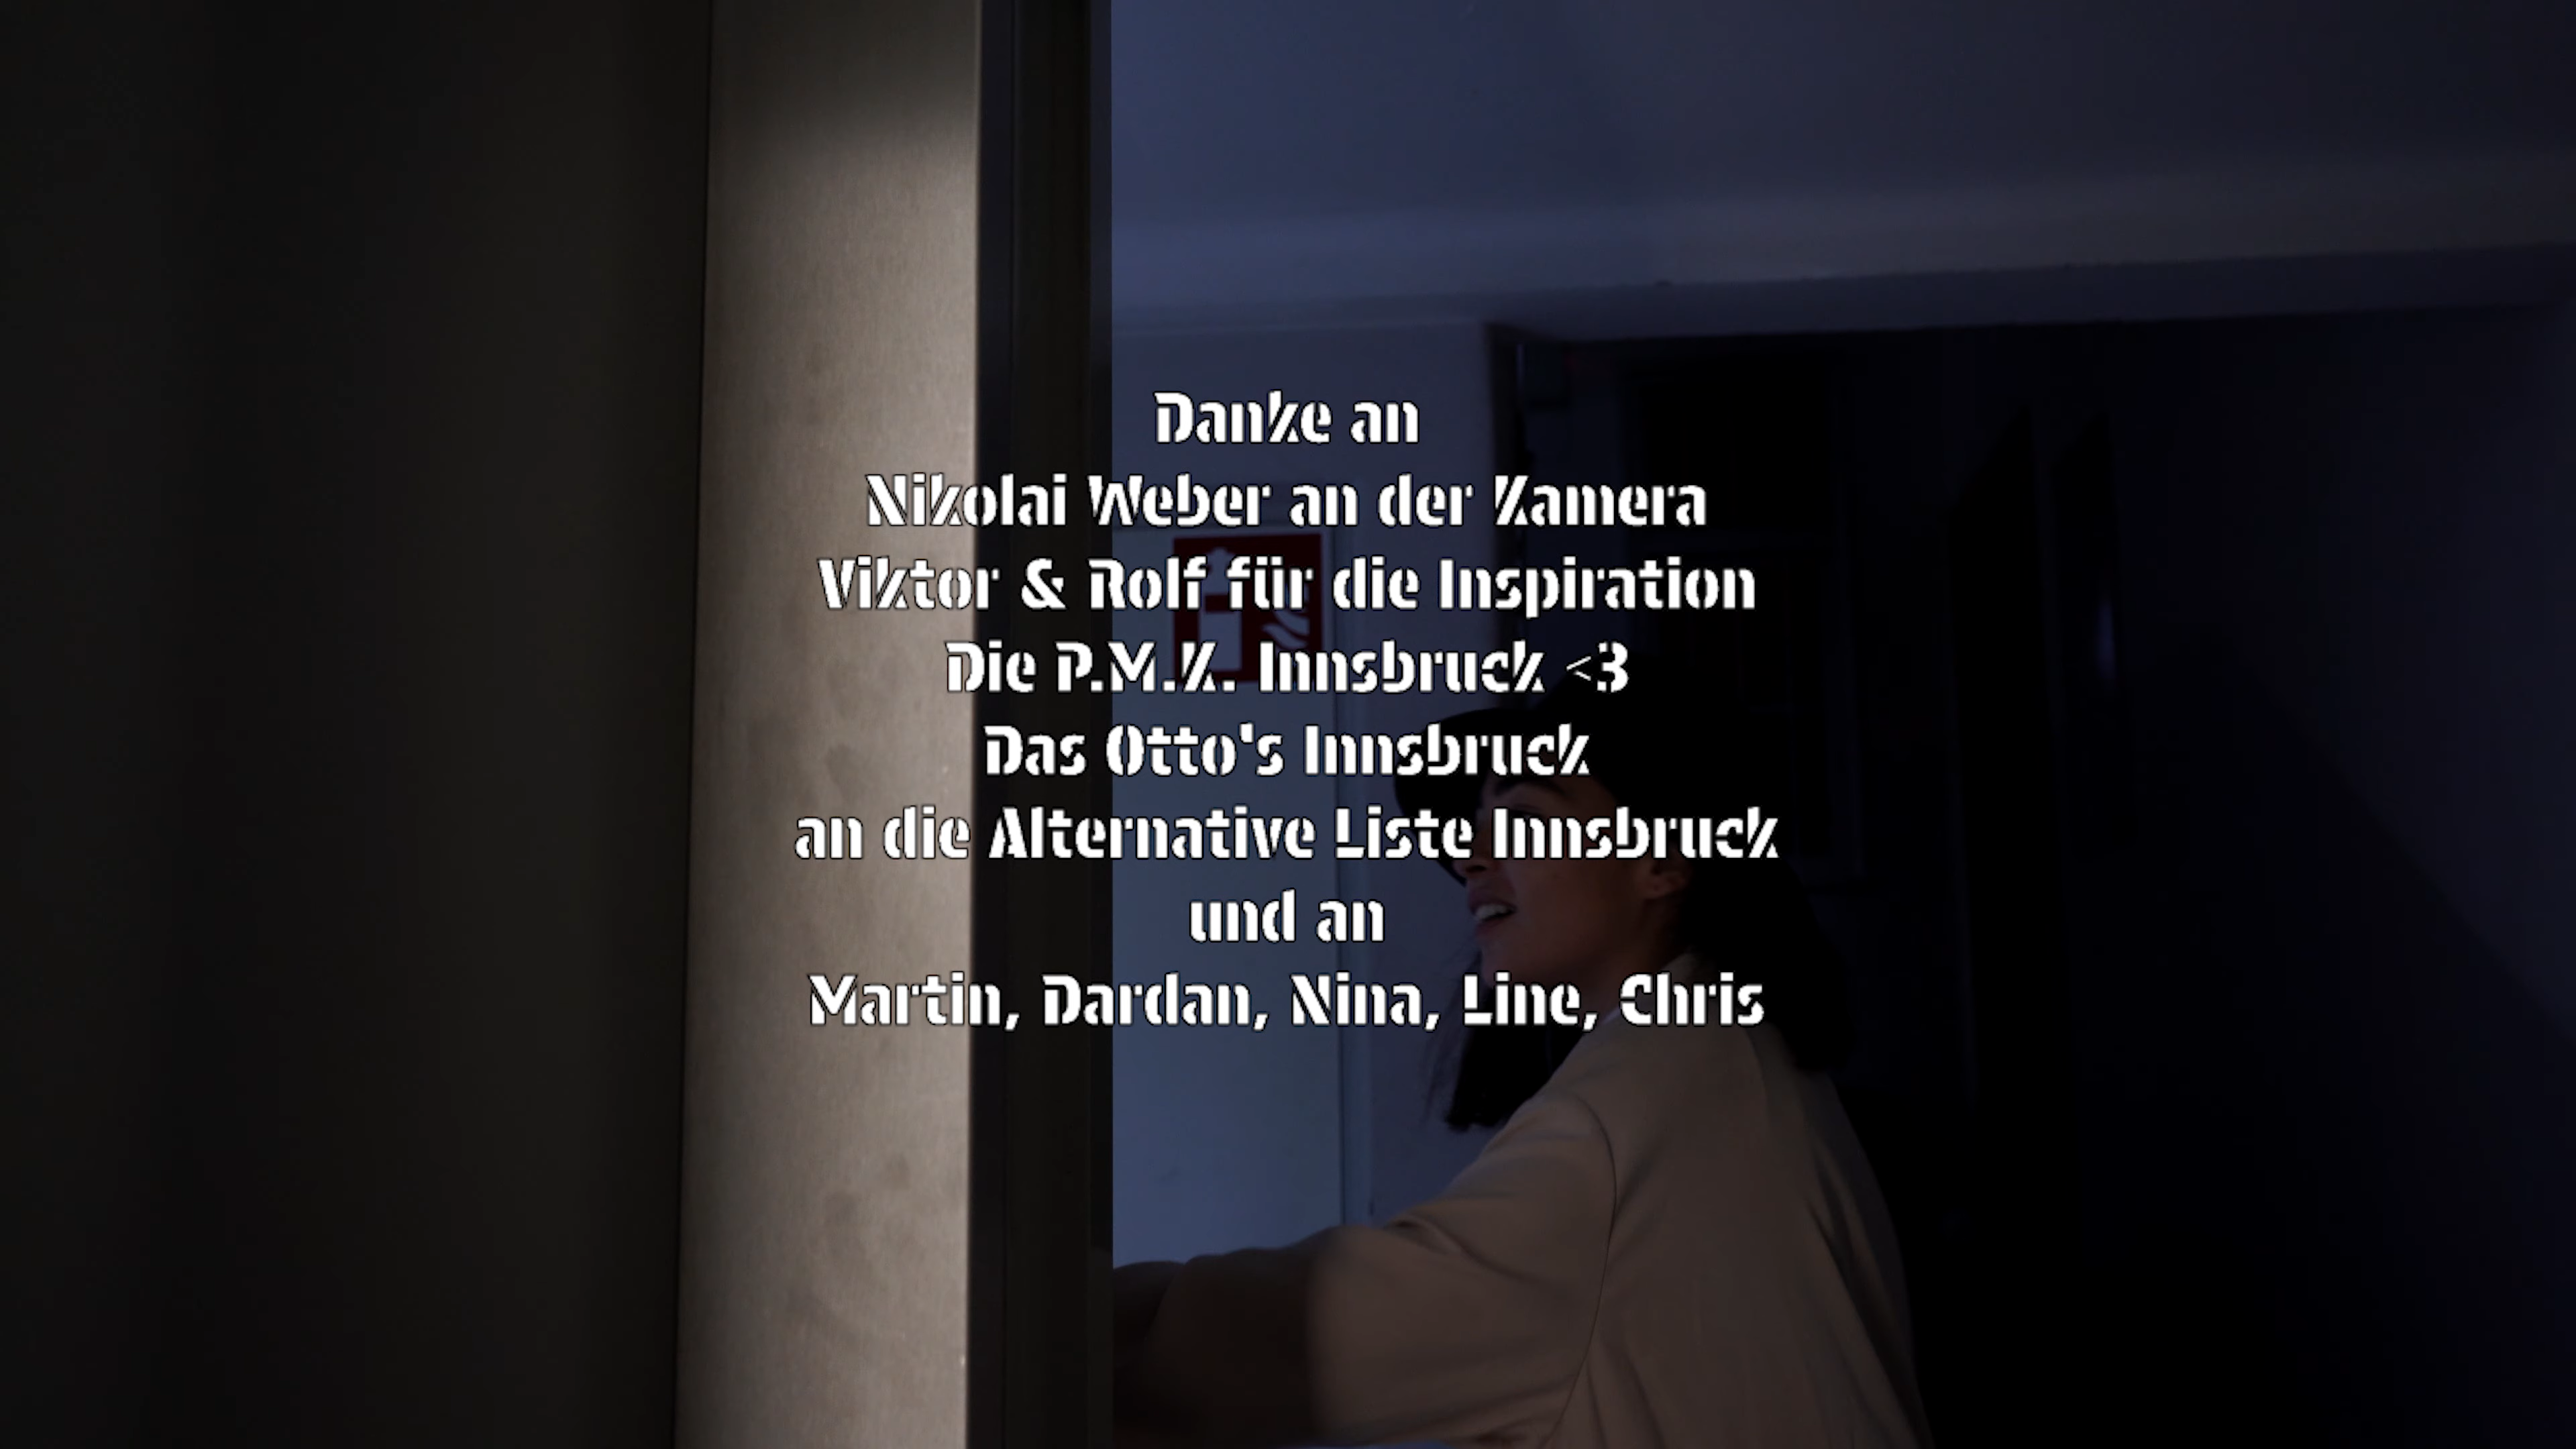 Danke an
Nikolai Weber an der Kamera
Viktor & Rolf für die Inspiration
Die P.M.K. Innsbruck <3
Das Otto's Innsbruck
an die Alternative Liste Innsbruck
und an
Martin, Dardan, Nina, Line, Chris